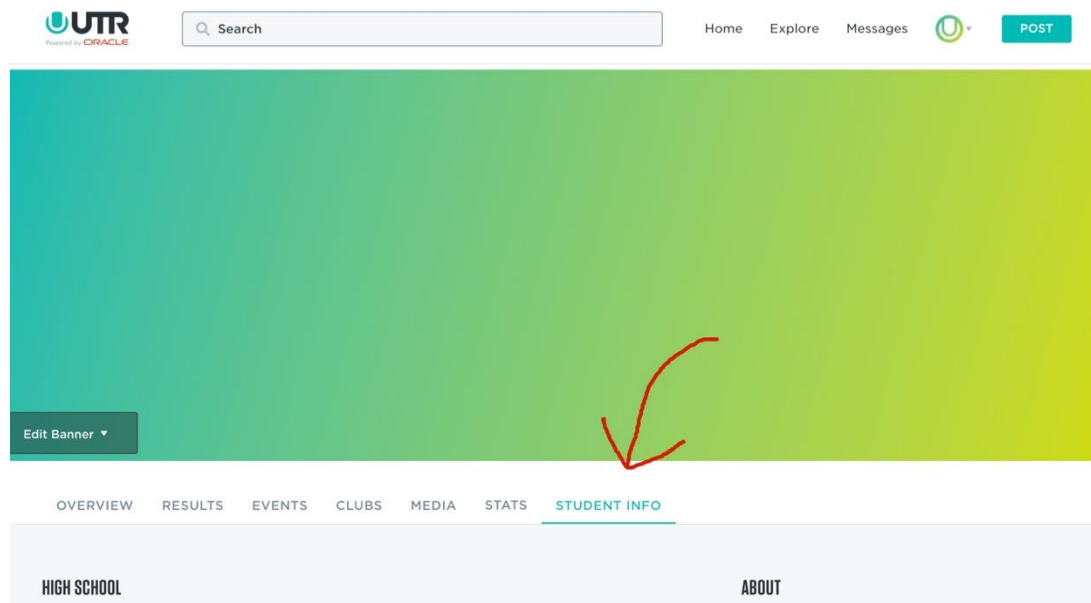 UTR
Powered by ORACLE
Search
Home Explore Messages POST
Edit Banner
OVERVIEW RESULTS EVENTS CLUBS MEDIA STATS STUDENT INFO
HIGH SCHOOL ABOUT